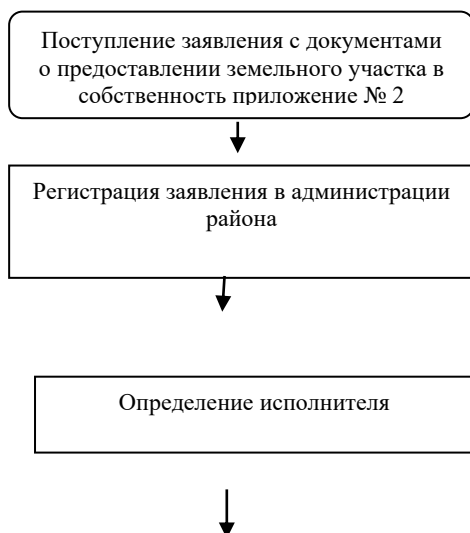 Поступление заявления с документами
о предоставлении земельного участка в
собственность приложение № 2
Регистрация заявления в администрации
района
Определение исполнителя